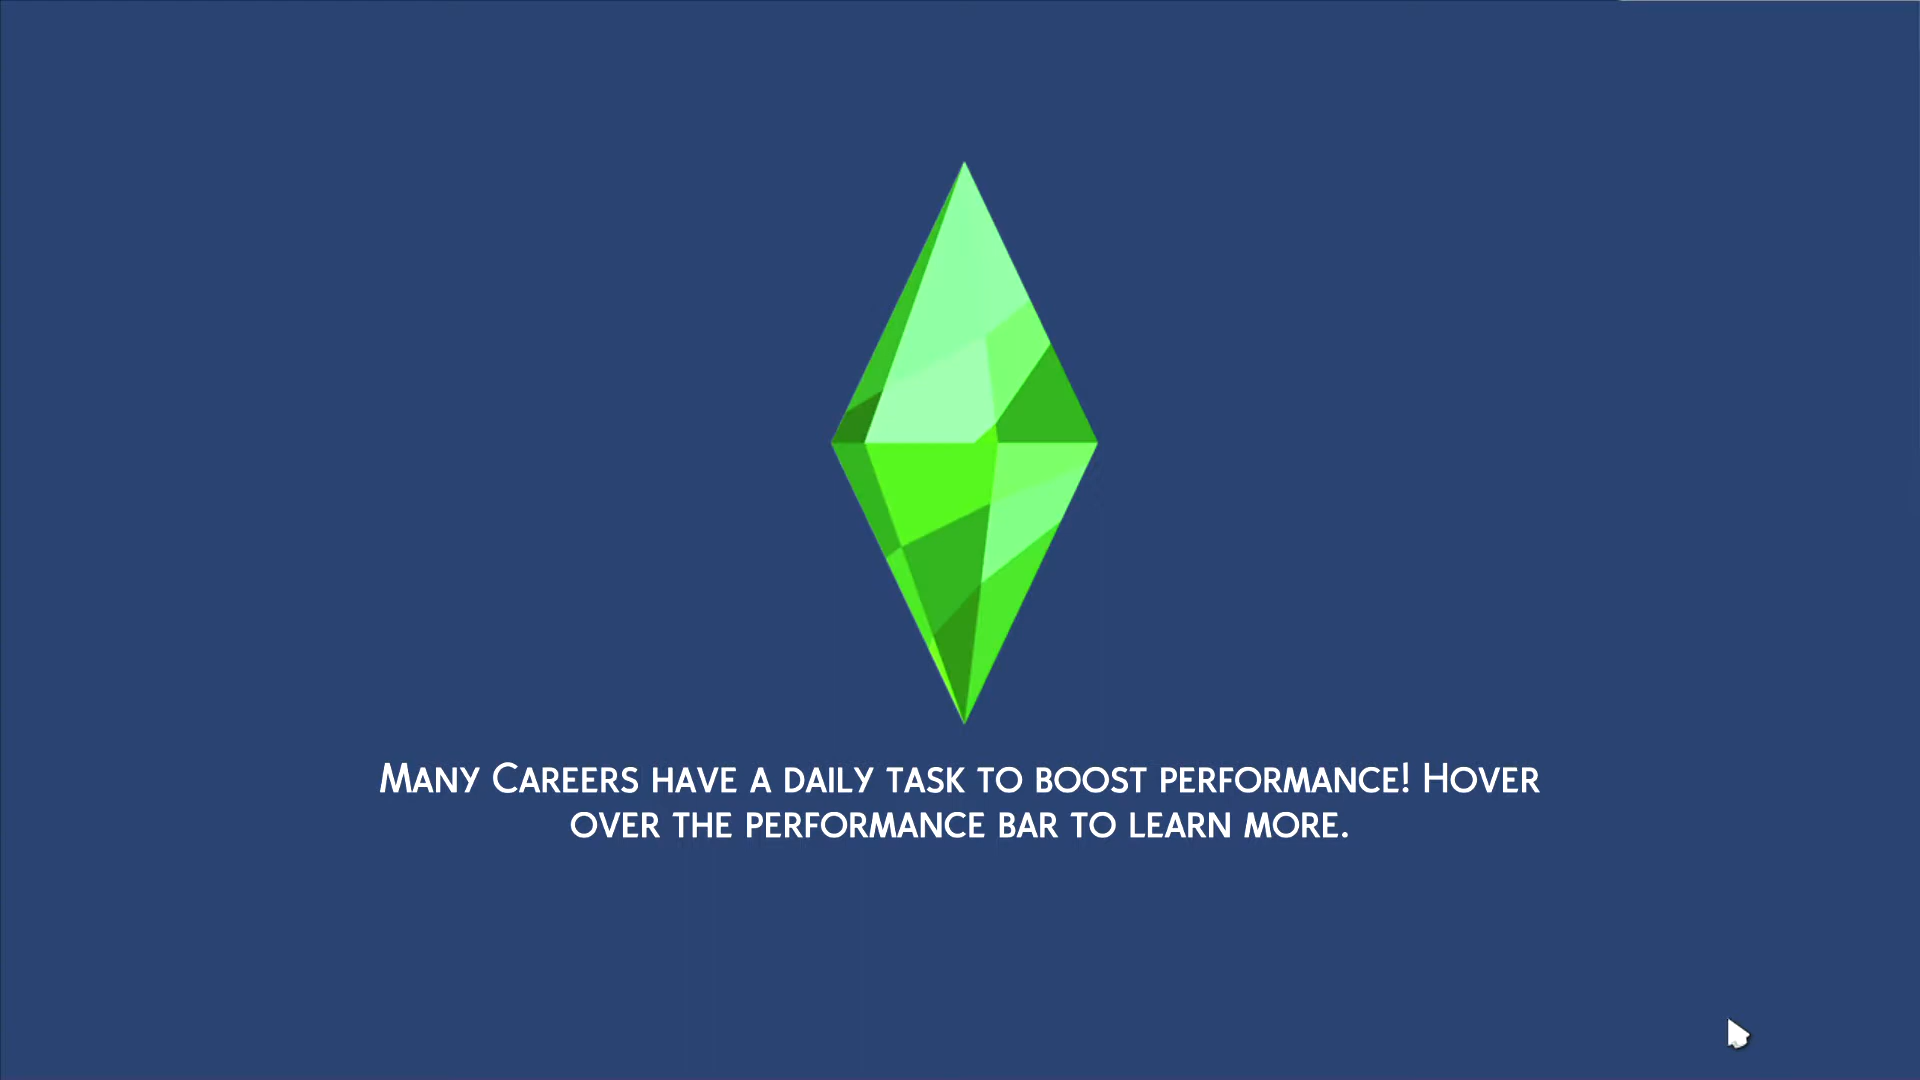 Many Careers have a daily task to boost performance! Hover
over the performance bar to learn more.